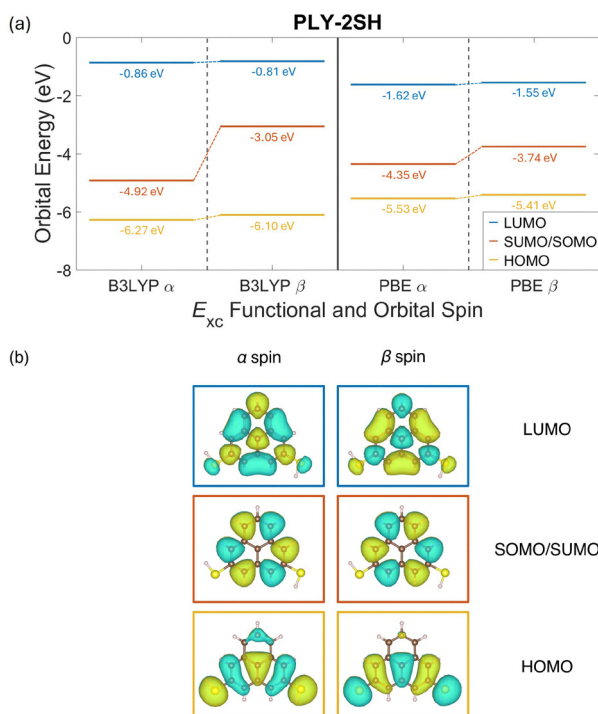 (a)
PLY-2SH
Orbital Energy (eV)
0
-2
-4
-6
-8
-0.86 eV
-0.81 eV
-1.62 eV
-1.55 eV
-3.05 eV
-3.74 eV
-4.92 eV
-4.35 eV
-6.27 eV
-6.10 eV
-5.53 eV
-5.41 eV
LUMO
SUMO/SOMO
HOMO
B3LYP α
B3LYP β
PBE α
PBE β
Exc Functional and Orbital Spin
(b)
α spin
β spin
LUMO
SOMO/SUMO
HOMO